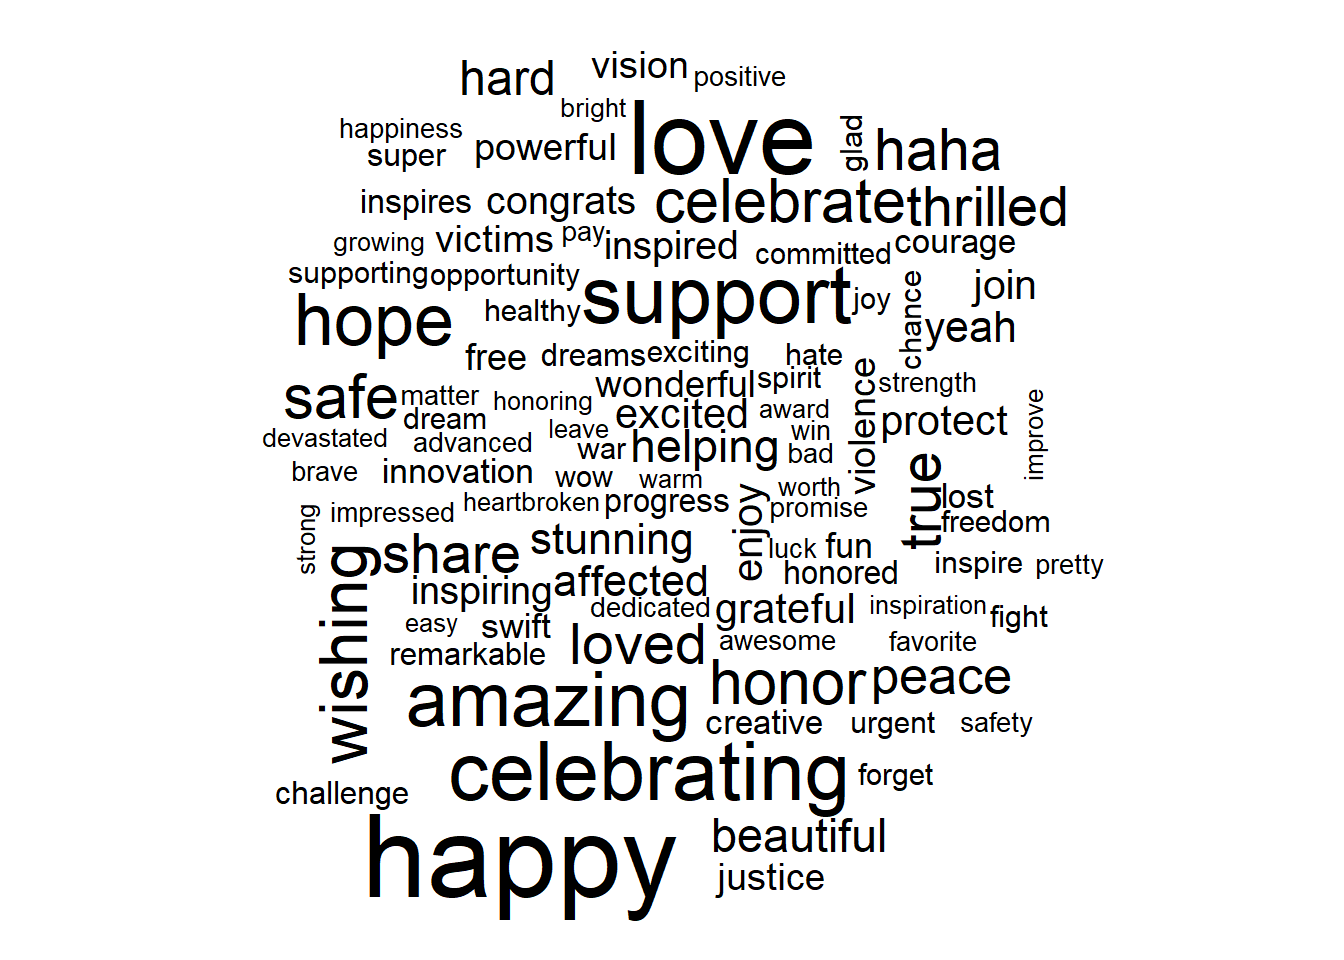 hard vision positive
bright
love
happiness
super powerful glad haha
inspires congrats celebrate thrilled
growing victims pay inspired committed courage
supporting opportunity support joy chance join
hope healthy yeah
free dreams exciting hate
safe matter honoring wonderful spirit violence strength
dream excited award protect improve
devastated advanced leave war helping win bad
brave innovation wow warm
strong impressed heartbroken progress enjoy worth promise true lost freedom
wishing share stunning luck fun
inspiring affected honored inspire pretty
dedicated grateful inspiration fight
easy swift loved awesome favorite
remarkable
amazing honor peace
creative urgent safety
celebrating forget
challenge
happy beautiful
justice